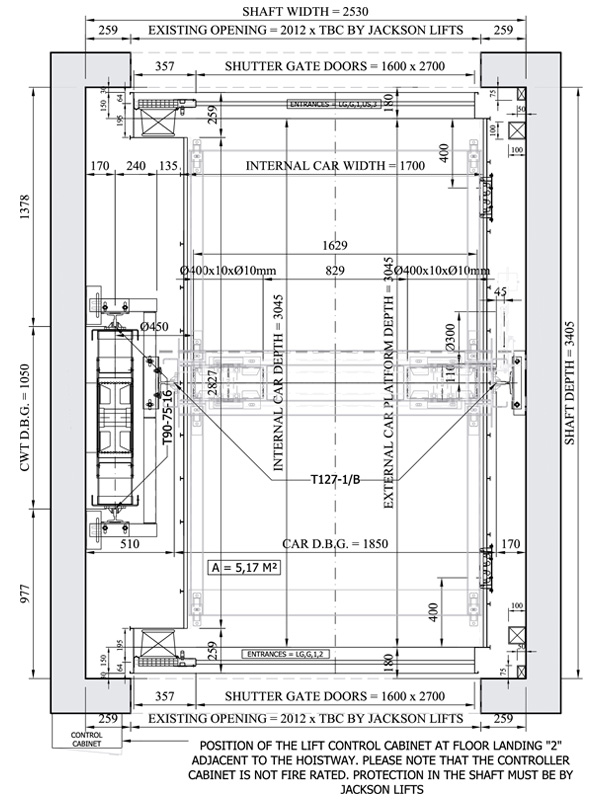 SHAFT WIDTH = 2530
259
EXISTING OPENING = 2012 x TBC BY JACKSON LIFTS
259
357
SHUTTER GATE DOORS = 1600 x 2700
30
150
64
195
259
ENTRANCES = LG,G,1,US,3
180
75
50
100
100
400
170
240
135
INTERNAL CAR WIDTH = 1700
1378
1629
Ø400x10xØ10mm
829
Ø400x10xØ10mm
45
Ø450
INTERNAL CAR DEPTH = 3045
EXTERNAL CAR PLATFORM DEPTH = 3045
Ø300
110
2827
CWT D.B.G. = 1050
SHAFT DEPTH = 3405
T90-75-16
T127-1/B
510
CAR D.B.G. = 1850
170
A = 5,17 M²
977
400
100
50
75
195
150
64
30
259
ENTRANCES = LG,G,1,2
180
357
SHUTTER GATE DOORS = 1600 x 2700
259
EXISTING OPENING = 2012 x TBC BY JACKSON LIFTS
259
CONTROL
CABINET
POSITION OF THE LIFT CONTROL CABINET AT FLOOR LANDING "2"
ADJACENT TO THE HOISTWAY. PLEASE NOTE THAT THE CONTROLLER
CABINET IS NOT FIRE RATED. PROTECTION IN THE SHAFT MUST BE BY
JACKSON LIFTS